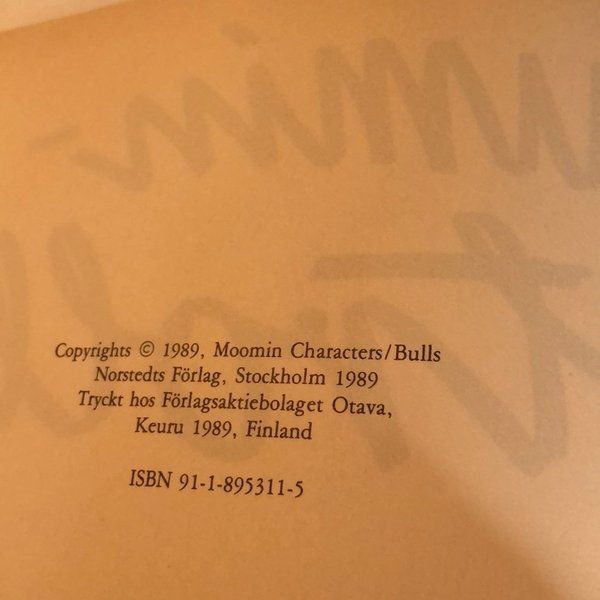 Copyrights © 1989, Moomin Characters/Bulls
Norstedts Förlag, Stockholm 1989
Tryckt hos Förlagsaktiebolaget Otava,
Keuru 1989, Finland
ISBN 91-1-895311-5